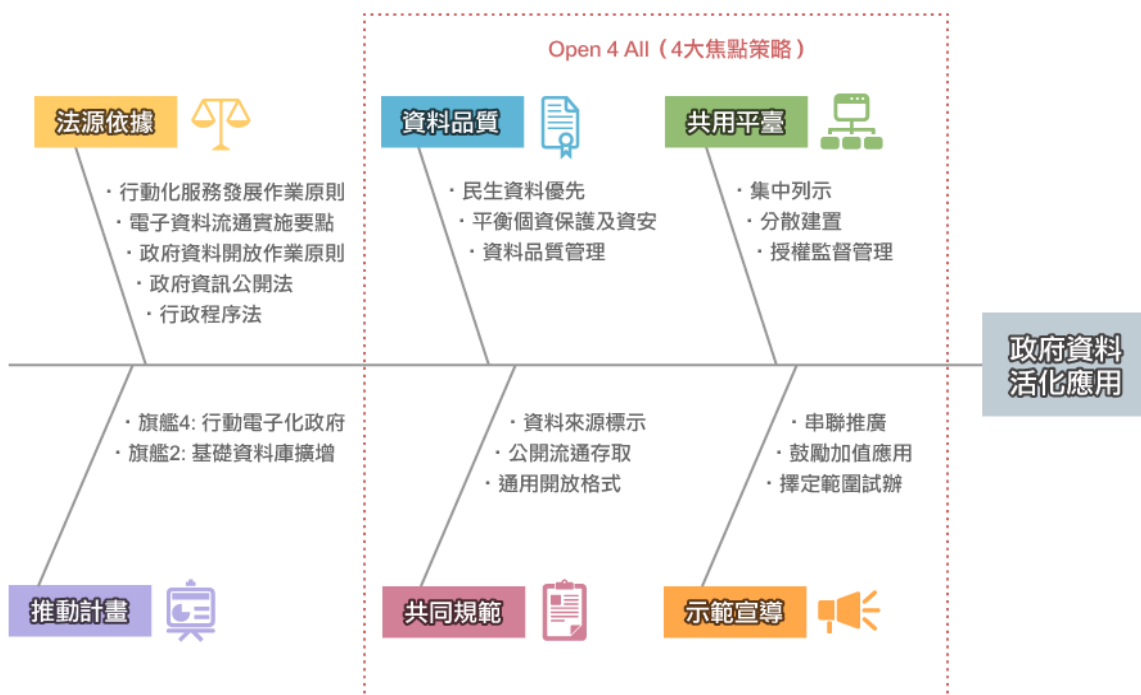 Open 4 All（4大焦點策略）
法源依據
・行動化服務發展作業原則
・電子資料流通實施要點
・政府資料開放作業原則
・政府資訊公開法
・行政程序法
資料品質
・民生資料優先
・平衡個資保護及資安
・資料品質管理
共用平臺
・集中列示
・分散建置
・授權監督管理
政府資料
活化應用
・旗艦4: 行動電子化政府
・旗艦2: 基礎資料庫擴增
推動計畫
・資料來源標示
・公開流通存取
・通用開放格式
共同規範
・串聯推廣
・鼓勵加值應用
・擇定範圍試辦
示範宣導